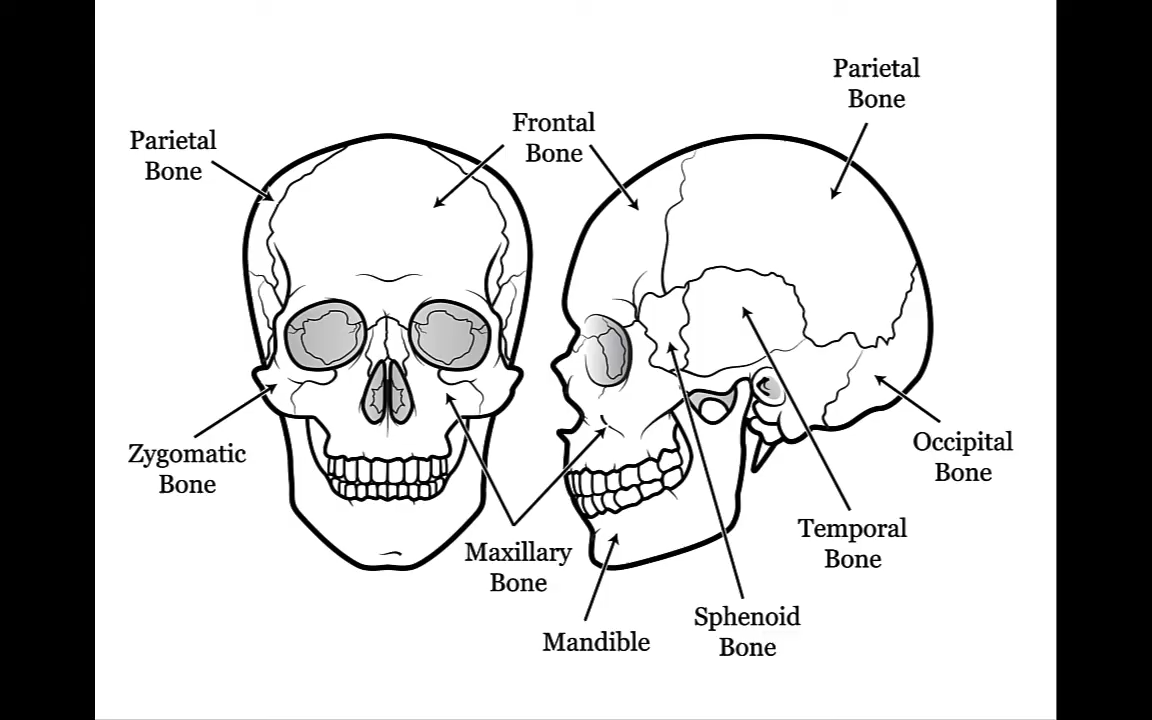 Parietal
Bone
Frontal
Bone
Parietal
Bone
Zygomatic
Bone
Maxillary
Bone
Occipital
Bone
Temporal
Bone
Sphenoid
Bone
Mandible